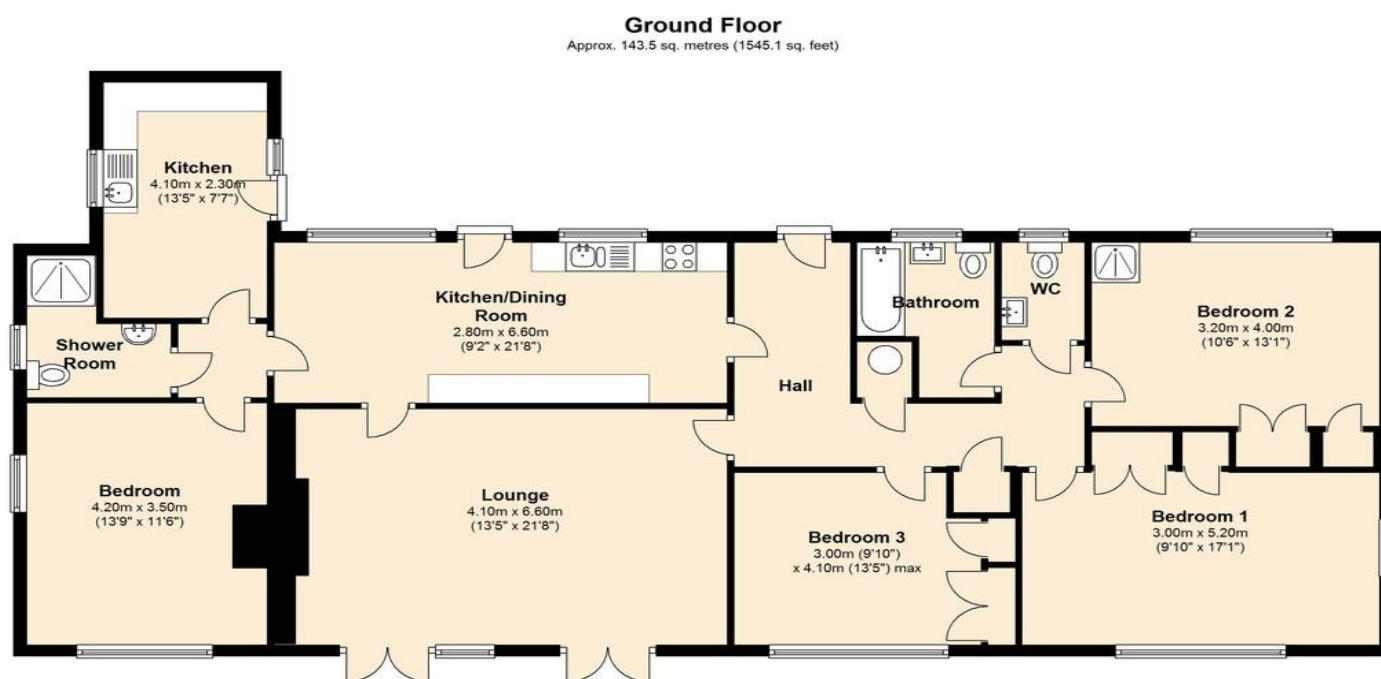 Ground Floor
Approx. 143.5 sq. metres (1545.1 sq. feet)
Kitchen
4.10m x 2.30m
(13'5" x 7'7")
Kitchen/Dining
Room
2.80m x 6.60m
(9'2" x 21'8")
Shower
Room
Hall
Bathroom
WC
Bedroom 2
3.20m x 4.00m
(10'6" x 13'1")
Bedroom
4.20m x 3.50m
(13'9" x 11'6")
Lounge
4.10m x 6.60m
(13'5" x 21'8")
Bedroom 3
3.00m (9'10")
x 4.10m (13'5") max
Bedroom 1
3.00m x 5.20m
(9'10" x 17'1")